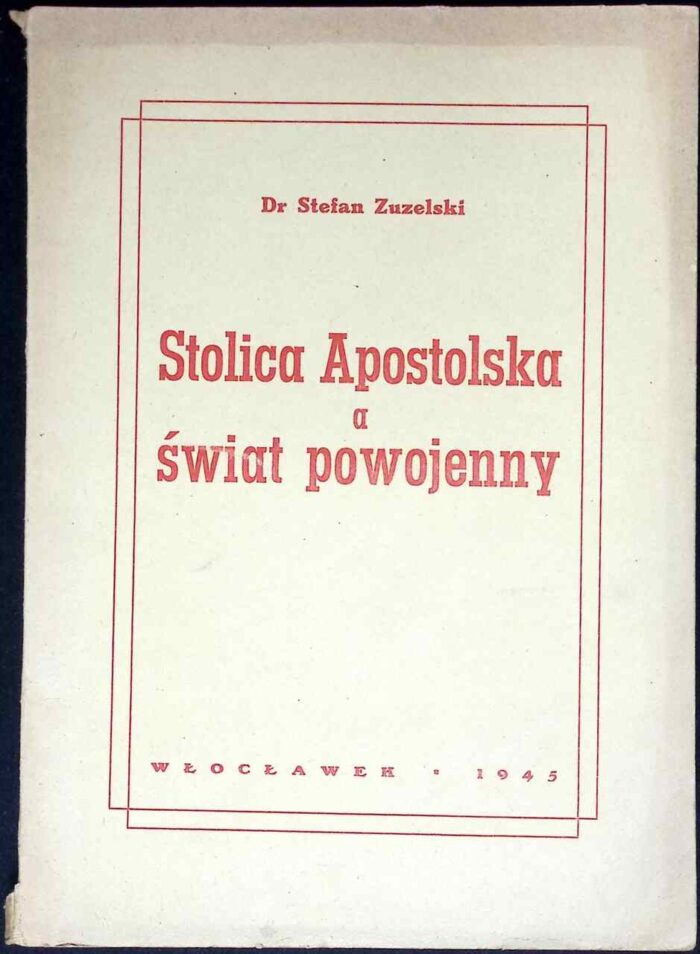 Dr Stefan Zuzelski
Stolica Apostolska
a
świat powojenny
WŁOCŁAWEK · 1945